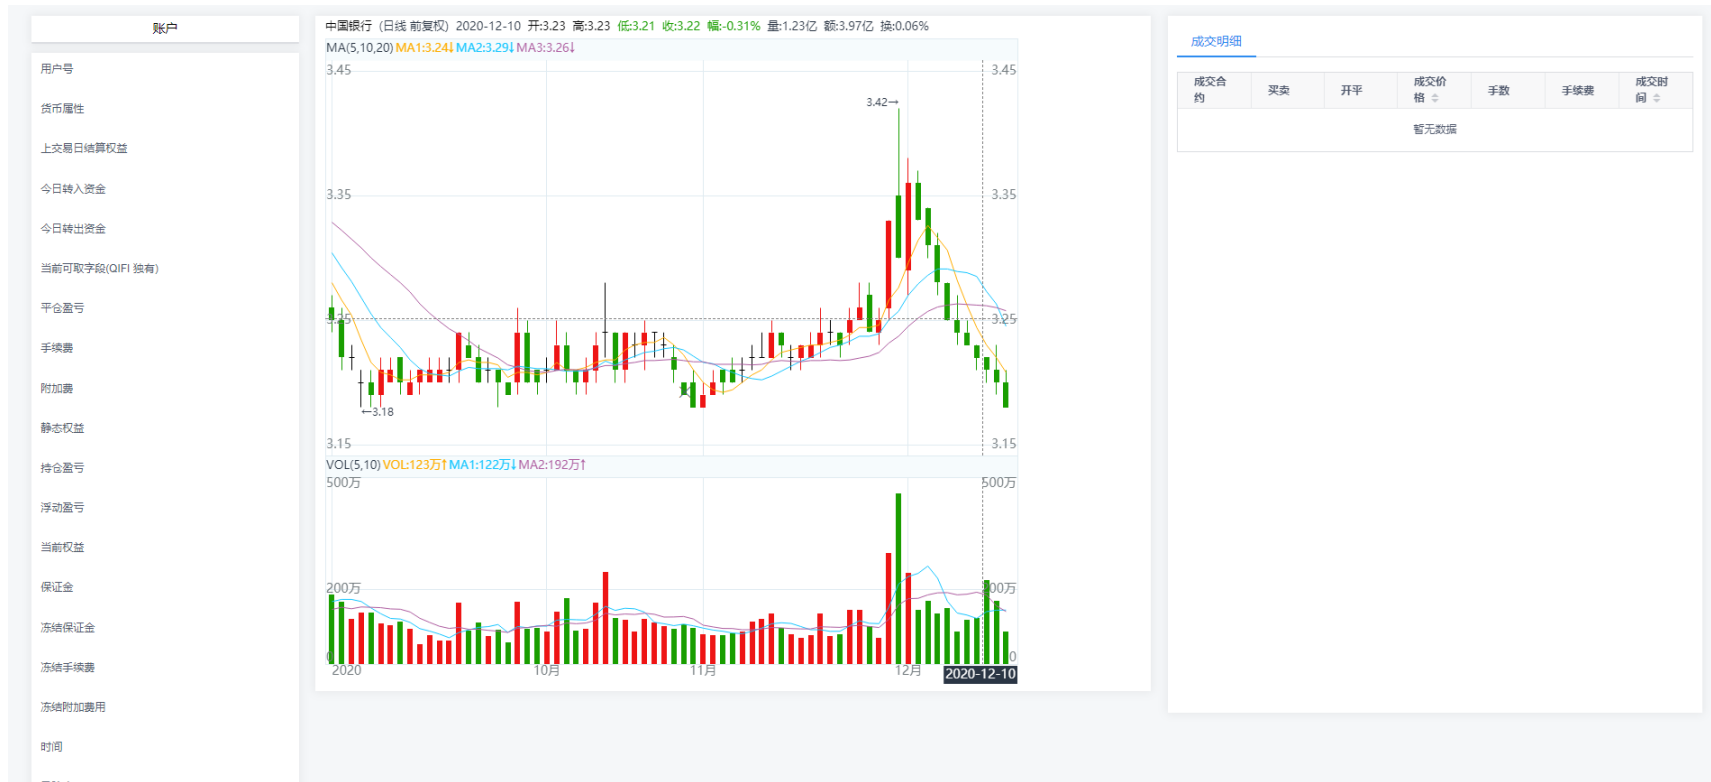 账户
用户号
货币属性
上交易日结算权益
今日转入资金
今日转出资金
当前可取字段(QIFI 独有)
平仓盈亏
手续费
附加费
静态权益
持仓盈亏
浮动盈亏
当前权益
保证金
冻结保证金
冻结手续费
冻结附加费用
时间
中国银行 (日线 前复权) 2020-12-10 开:3.23 高:3.23 低:3.21 收:3.22 幅:-0.31% 量:1.23亿 额:3.97亿 换:0.06%
MA(5,10,20) MA1:3.24↓ MA2:3.29↓ MA3:3.26↓
3.45 3.45
3.42→
3.35 3.35
3.25 3.25
←3.18
3.15 3.15
VOL(5,10) VOL:123万↑ MA1:122万↓ MA2:192万↑
500万 500万
200万 200万
0 0
2020 10月 11月 12月 2020-12-10
成交明细
成交合约 买卖 开平 成交价格 手数 手续费 成交时间
暂无数据